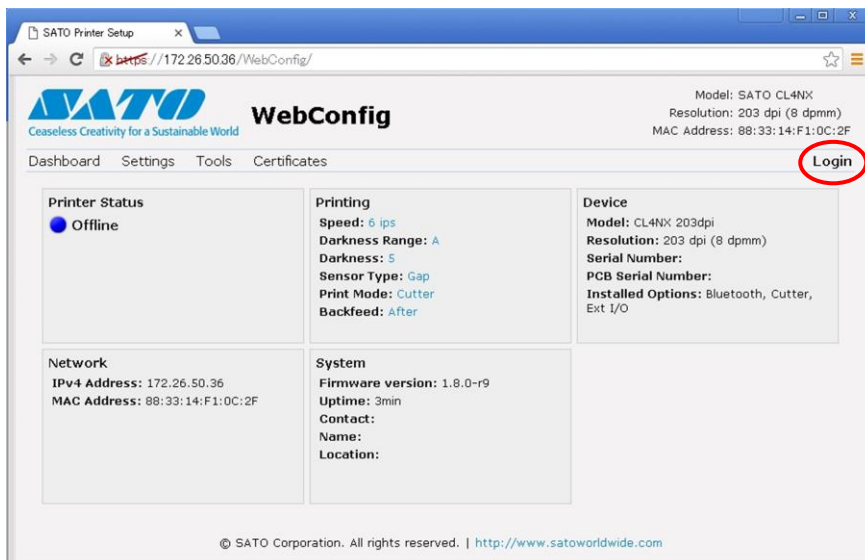 SATO Printer Setup
https://172.26.50.36/WebConfig/
SATO
Ceaseless Creativity for a Sustainable World
WebConfig
Model: SATO CL4NX
Resolution: 203 dpi (8 dpmm)
MAC Address: 88:33:14:F1:0C:2F
Dashboard Settings Tools Certificates Login
Printer Status
Offline
Printing
Speed: 6 ips
Darkness Range: A
Darkness: 5
Sensor Type: Gap
Print Mode: Cutter
Backfeed: After
Device
Model: CL4NX 203dpi
Resolution: 203 dpi (8 dpmm)
Serial Number:
PCB Serial Number:
Installed Options: Bluetooth, Cutter,
Ext I/O
Network
IPv4 Address: 172.26.50.36
MAC Address: 88:33:14:F1:0C:2F
System
Firmware version: 1.8.0-r9
Uptime: 3min
Contact:
Name:
Location:
© SATO Corporation. All rights reserved. | http://www.satoworldwide.com